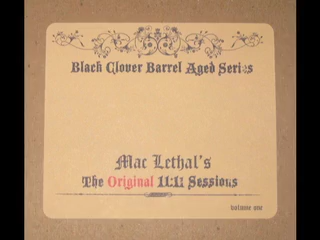 Black Clover Barrel Aged Series
Mac Lethal's
The Original 11:11 Sessions
volume one